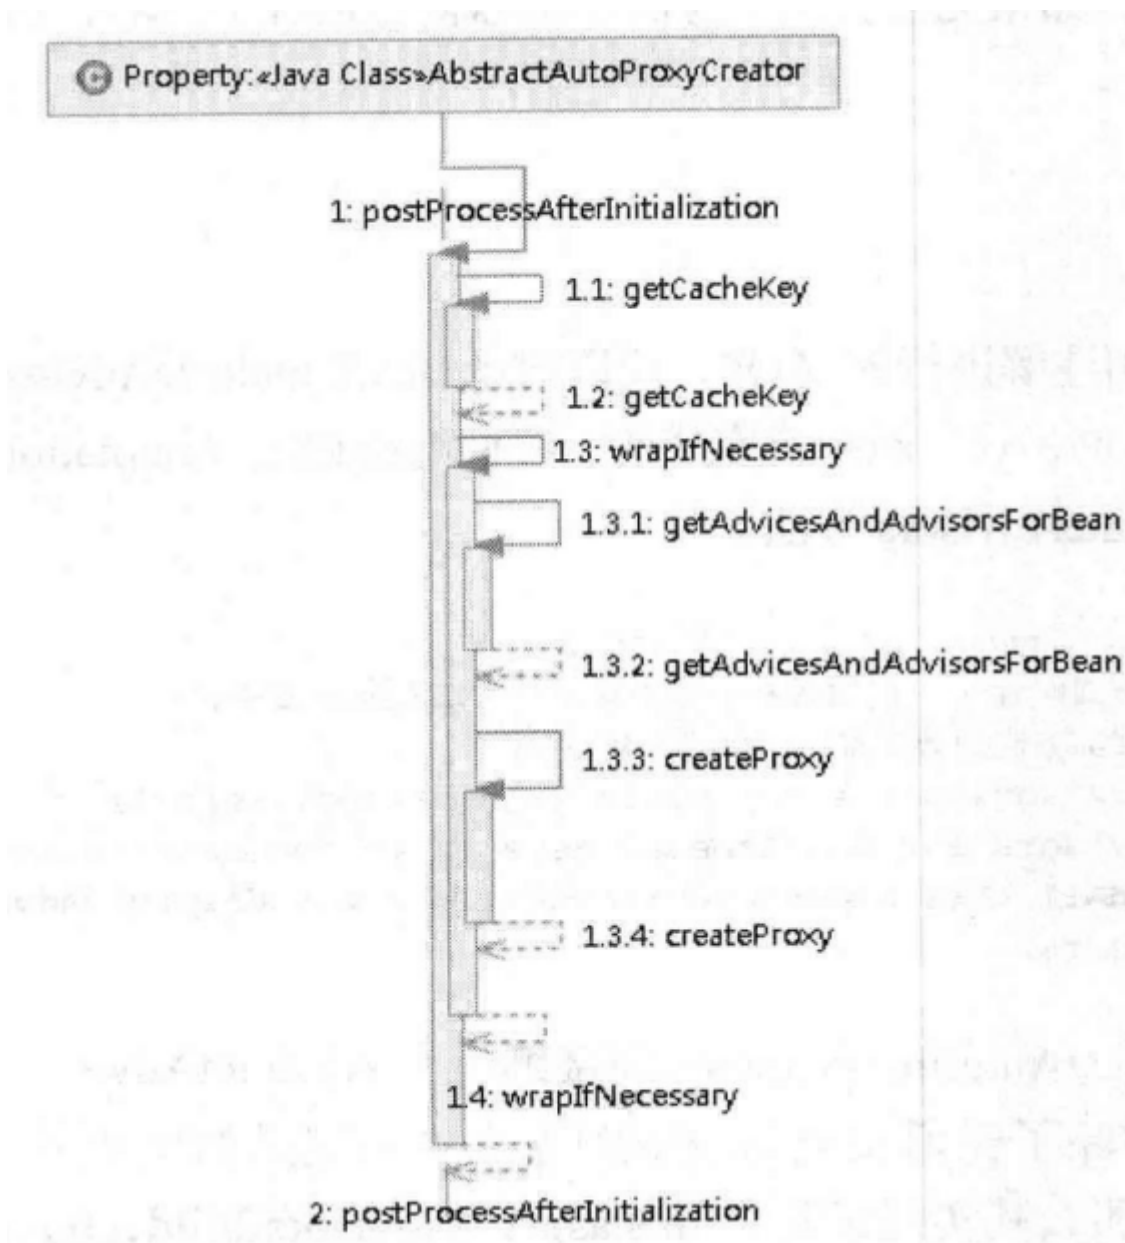 Property:«Java Class»AbstractAutoProxyCreator
1: postProcessAfterInitialization
1.1: getCacheKey
1.2: getCacheKey
1.3: wrapIfNecessary
1.3.1: getAdvicesAndAdvisorsForBean
1.3.2: getAdvicesAndAdvisorsForBean
1.3.3: createProxy
1.3.4: createProxy
1.4: wrapIfNecessary
2: postProcessAfterInitialization